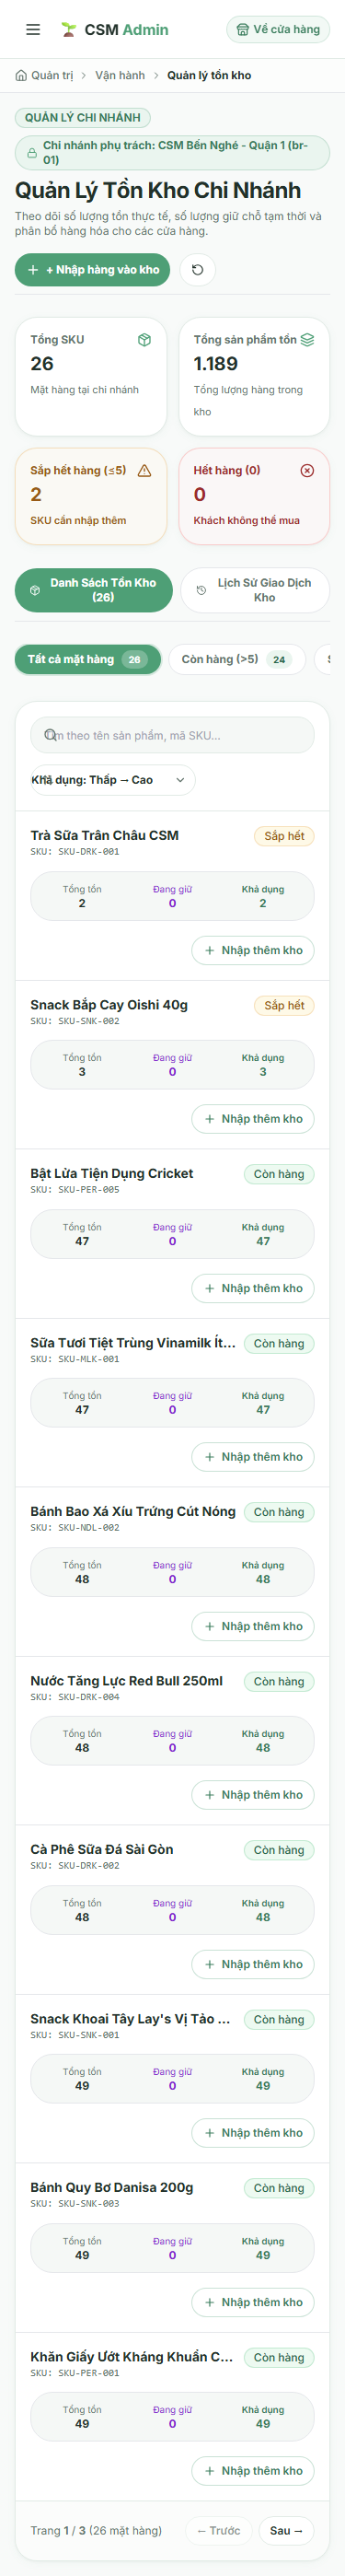 CSM Admin
Về cửa hàng
Quản trị > Vận hành > Quản lý tồn kho
QUẢN LÝ CHI NHÁNH
Chi nhánh phụ trách: CSM Bến Nghé - Quận 1 (br-
01)
Quản Lý Tồn Kho Chi Nhánh
Theo dõi số lượng tồn thực tế, số lượng giữ chỗ tạm thời và
phân bổ hàng hóa cho các cửa hàng.
+ Nhập hàng vào kho
Tổng SKU
26
Mặt hàng tại chi nhánh
Tổng sản phẩm tồn
1.189
Tổng lượng hàng trong
kho
Sắp hết hàng (≤5)
2
SKU cần nhập thêm
Hết hàng (0)
0
Khách không thể mua
Danh Sách Tồn Kho
(26)
Lịch Sử Giao Dịch
Kho
Tất cả mặt hàng 26
Còn hàng (>5) 24
S
Tìm theo tên sản phẩm, mã SKU...
Khả dụng: Thấp → Cao
Trà Sữa Trân Châu CSM
Sắp hết
SKU: SKU-DRK-001
Tổng tồn Đang giữ Khả dụng
2 0 2
Nhập thêm kho
Snack Bắp Cay Oishi 40g
Sắp hết
SKU: SKU-SNK-002
Tổng tồn Đang giữ Khả dụng
3 0 3
Nhập thêm kho
Bật Lửa Tiện Dụng Cricket
Còn hàng
SKU: SKU-PER-005
Tổng tồn Đang giữ Khả dụng
47 0 47
Nhập thêm kho
Sữa Tươi Tiệt Trùng Vinamilk Ít...
Còn hàng
SKU: SKU-MLK-001
Tổng tồn Đang giữ Khả dụng
47 0 47
Nhập thêm kho
Bánh Bao Xá Xíu Trứng Cút Nóng
Còn hàng
SKU: SKU-NDL-002
Tổng tồn Đang giữ Khả dụng
48 0 48
Nhập thêm kho
Nước Tăng Lực Red Bull 250ml
Còn hàng
SKU: SKU-DRK-004
Tổng tồn Đang giữ Khả dụng
48 0 48
Nhập thêm kho
Cà Phê Sữa Đá Sài Gòn
Còn hàng
SKU: SKU-DRK-002
Tổng tồn Đang giữ Khả dụng
48 0 48
Nhập thêm kho
Snack Khoai Tây Lay's Vị Tảo ...
Còn hàng
SKU: SKU-SNK-001
Tổng tồn Đang giữ Khả dụng
49 0 49
Nhập thêm kho
Bánh Quy Bơ Danisa 200g
Còn hàng
SKU: SKU-SNK-003
Tổng tồn Đang giữ Khả dụng
49 0 49
Nhập thêm kho
Khăn Giấy Ướt Kháng Khuẩn C...
Còn hàng
SKU: SKU-PER-001
Tổng tồn Đang giữ Khả dụng
49 0 49
Nhập thêm kho
Trang 1 / 3 (26 mặt hàng)
← Trước
Sau →